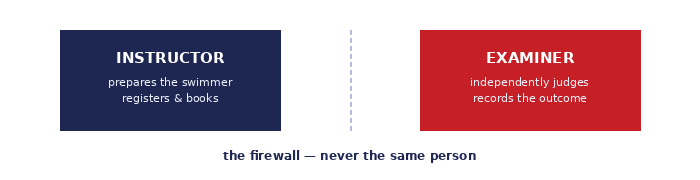 INSTRUCTOR
prepares the swimmer
registers & books
EXAMINER
independently judges
records the outcome
the firewall — never the same person